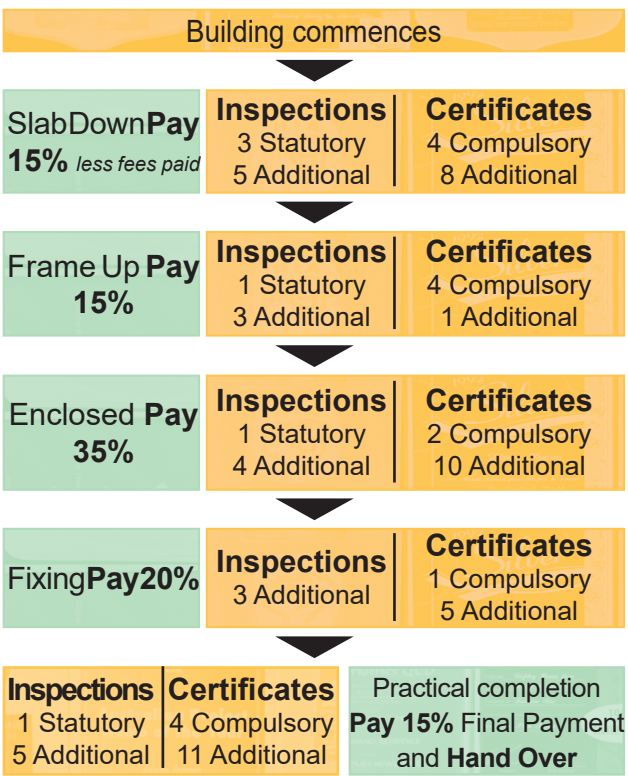 Building commences
SlabDownPay
15% less fees paid
Inspections
3 Statutory
5 Additional
Certificates
4 Compulsory
8 Additional
Frame Up Pay
15%
Inspections
1 Statutory
3 Additional
Certificates
4 Compulsory
1 Additional
Enclosed Pay
35%
Inspections
1 Statutory
4 Additional
Certificates
2 Compulsory
10 Additional
FixingPay20%
Inspections
3 Additional
Certificates
1 Compulsory
5 Additional
Inspections
1 Statutory
5 Additional
Certificates
4 Compulsory
11 Additional
Practical completion
Pay 15% Final Payment
and Hand Over